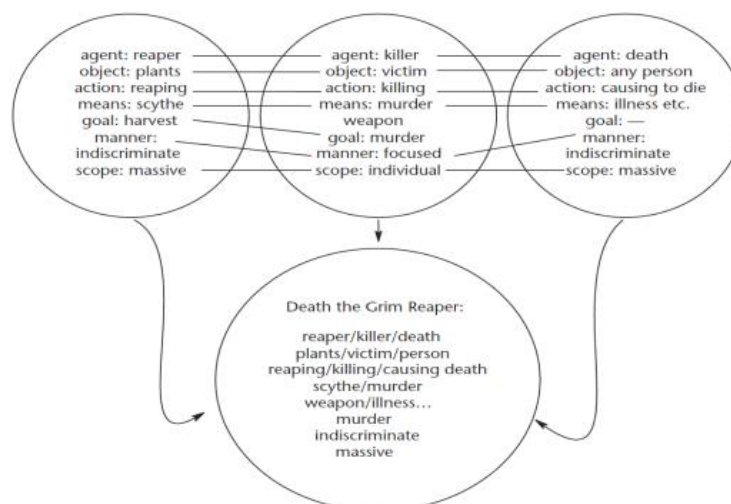 agent: reaper
object: plants
action: reaping
means: scythe
goal: harvest
manner:
indiscriminate
scope: massive
agent: killer
object: victim
action: killing
means: murder
weapon
goal: murder
manner: focused
scope: individual
agent: death
object: any person
action: causing to die
means: illness etc.
goal: —
manner:
indiscriminate
scope: massive
Death the Grim Reaper:
reaper/killer/death
plants/victim/person
reaping/killing/causing death
scythe/murder
weapon/illness...
murder
indiscriminate
massive